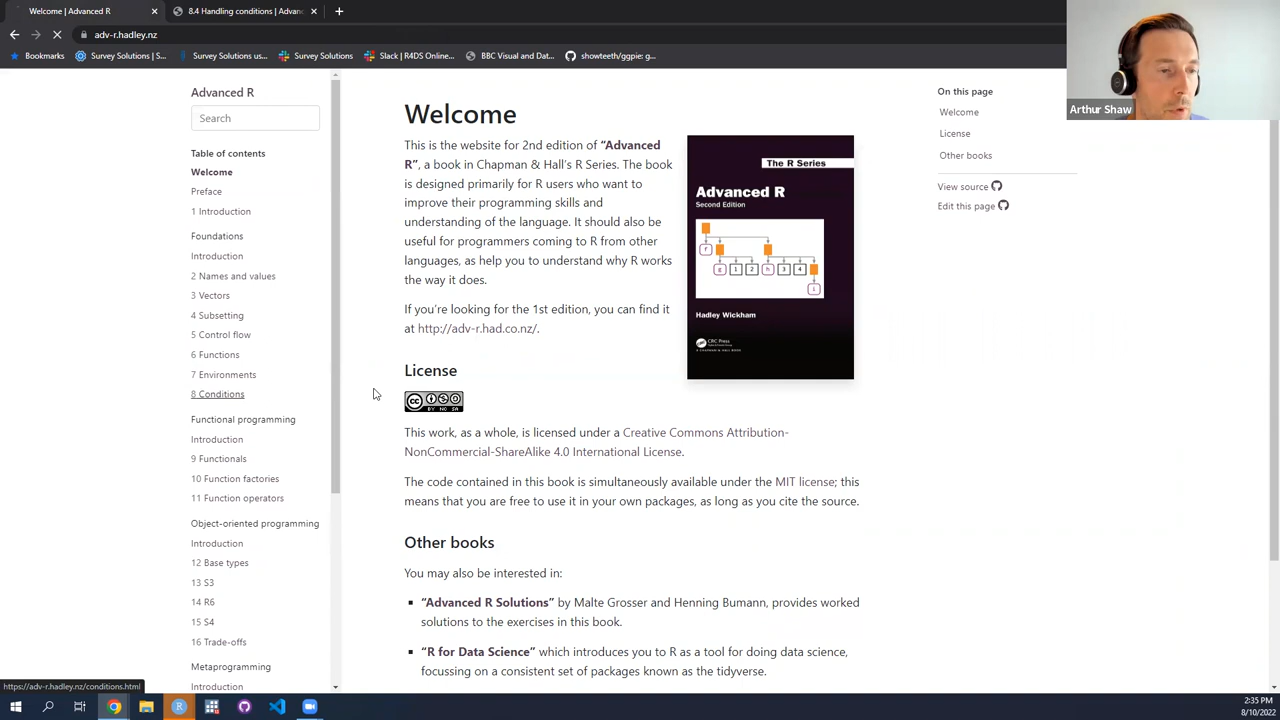 Welcome | Advanced R
8.4 Handling conditions | Advanc
adv-r.hadley.nz
Bookmarks
Survey Solutions | S...
Survey Solutions us...
Survey Solutions
Slack | R4DS Online...
BBC Visual and Dat...
showteeth/ggpie: g...
Arthur Shaw
Advanced R
Search
Table of contents
Welcome
Preface
1 Introduction
Foundations
Introduction
2 Names and values
3 Vectors
4 Subsetting
5 Control flow
6 Functions
7 Environments
8 Conditions
Functional programming
Introduction
9 Functionals
10 Function factories
11 Function operators
Object-oriented programming
Introduction
12 Base types
13 S3
14 R6
15 S4
16 Trade-offs
Metaprogramming
Introduction
Welcome
This is the website for 2nd edition of “Advanced
R”, a book in Chapman & Hall’s R Series. The book
is designed primarily for R users who want to
improve their programming skills and
understanding of the language. It should also be
useful for programmers coming to R from other
languages, as help you to understand why R works
the way it does.
If you’re looking for the 1st edition, you can find it
at http://adv-r.had.co.nz/.
The R Series
Advanced R
Second Edition
f
g 1 2 h 3 4
i
Hadley Wickham
CRC Press
License
CC BY NC SA
This work, as a whole, is licensed under a Creative Commons Attribution-
NonCommercial-ShareAlike 4.0 International License.
The code contained in this book is simultaneously available under the MIT license; this
means that you are free to use it in your own packages, as long as you cite the source.
Other books
You may also be interested in:
“Advanced R Solutions” by Malte Grosser and Henning Bumann, provides worked
solutions to the exercises in this book.
“R for Data Science” which introduces you to R as a tool for doing data science,
focussing on a consistent set of packages known as the tidyverse.
On this page
Welcome
License
Other books
View source
Edit this page
https://adv-r.hadley.nz/conditions.html
2:35 PM
8/10/2022